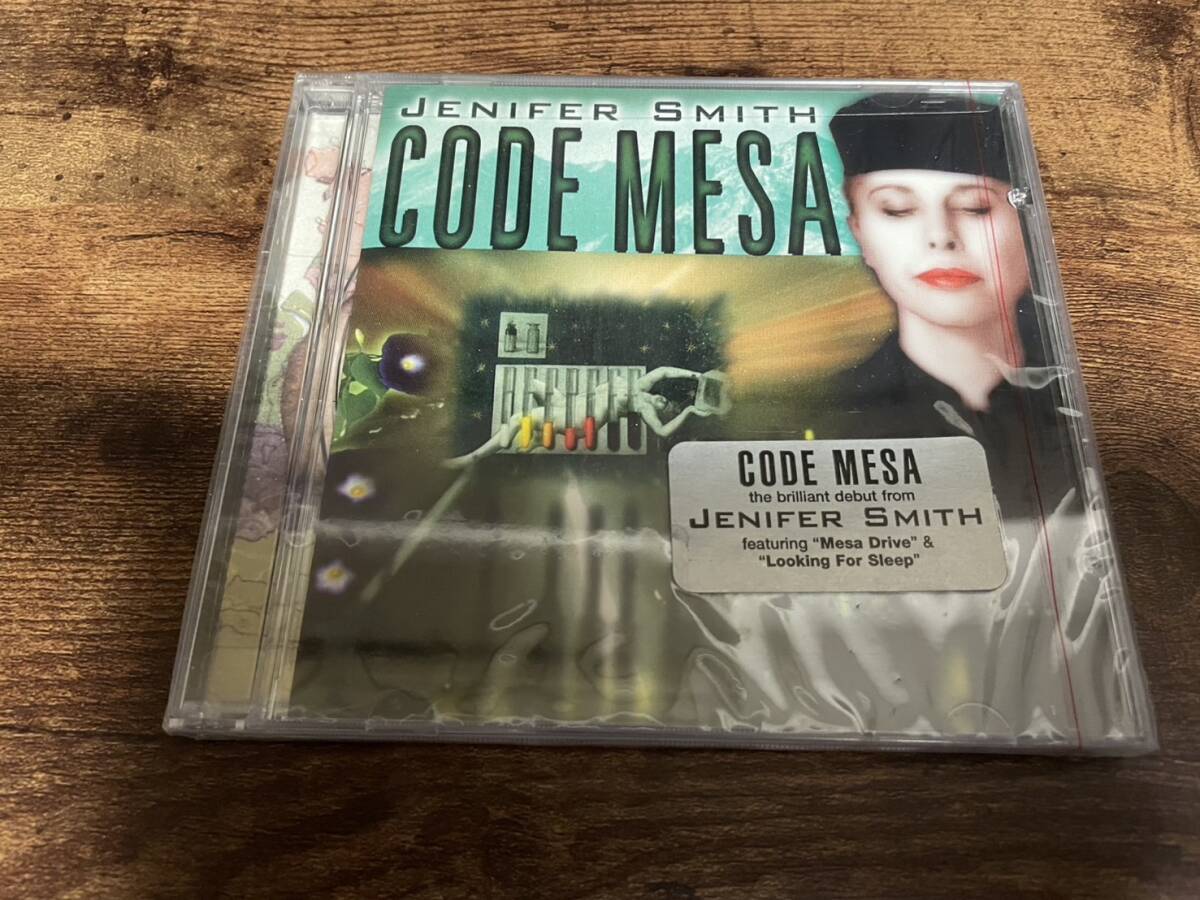 JENIFER SMITH
CODE MESA
CODE MESA
the brilliant debut from
JENIFER SMITH
featuring "Mesa Drive" &
"Looking For Sleep"